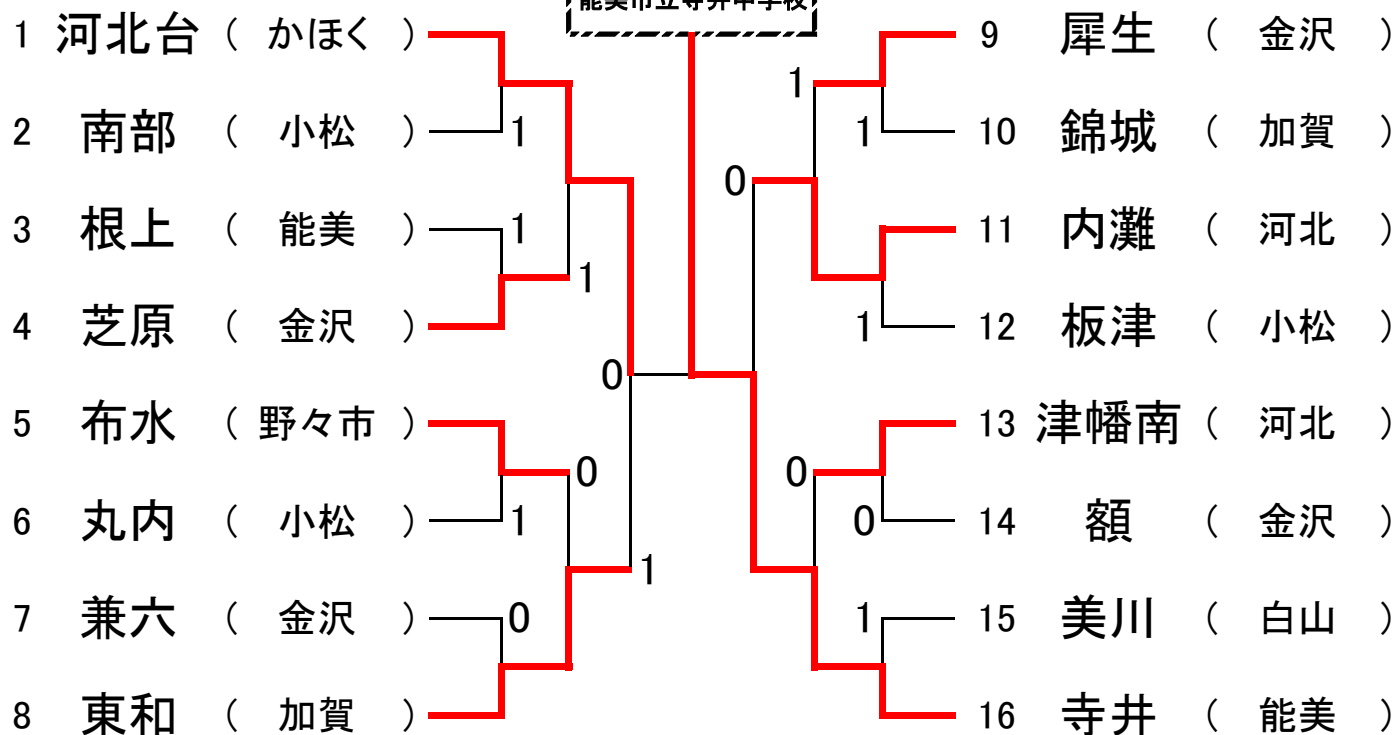 能美市立寺井中学校
1 河北台 ( かほく )
2 南部 ( 小松 )
1
3 根上 ( 能美 )
1
1
4 芝原 ( 金沢 )
0
5 布水 ( 野々市 )
0
6 丸内 ( 小松 )
1
1
7 兼六 ( 金沢 )
0
8 東和 ( 加賀 )
9 犀生 ( 金沢 )
1
1
10 錦城 ( 加賀 )
0
11 内灘 ( 河北 )
1
12 板津 ( 小松 )
13 津幡南 ( 河北 )
0
0
14 額 ( 金沢 )
1
15 美川 ( 白山 )
16 寺井 ( 能美 )